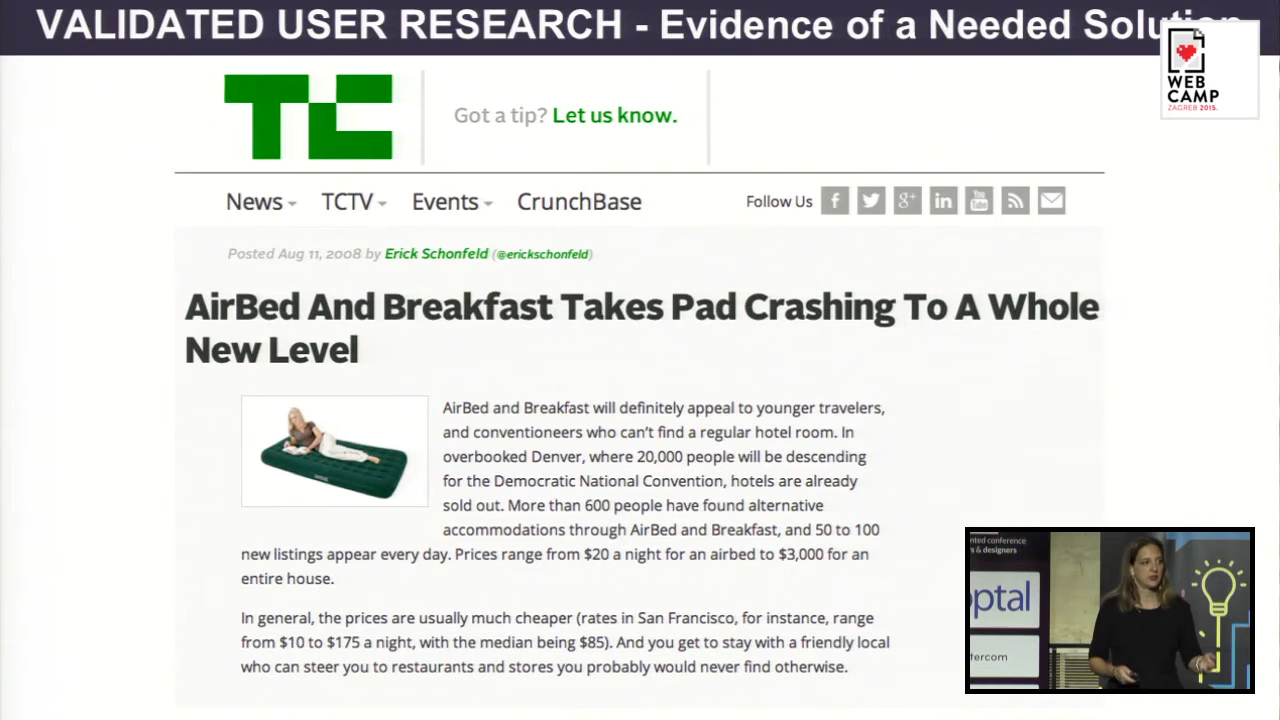 VALIDATED USER RESEARCH - Evidence of a Needed Solution
WEB
CAMP
ZAGREB 2015.
TC
Got a tip? Let us know.
News
TCTV
Events
CrunchBase
Follow Us
You
Tube
Posted Aug 11, 2008 by Erick Schonfeld (@erickschonfeld)
AirBed And Breakfast Takes Pad Crashing To A Whole
New Level
AirBed and Breakfast will definitely appeal to younger travelers,
and conventioneers who can't find a regular hotel room. In
overbooked Denver, where 20,000 people will be descending
for the Democratic National Convention, hotels are already
sold out. More than 600 people have found alternative
accommodations through AirBed and Breakfast, and 50 to 100
new listings appear every day. Prices range from $20 a night for an airbed to $3,000 for an
entire house.
In general, the prices are usually much cheaper (rates in San Francisco, for instance, range
from $10 to $175 a night, with the median being $85). And you get to stay with a friendly local
who can steer you to restaurants and stores you probably would never find otherwise.
nted conference
rs & designers
optal
tercom